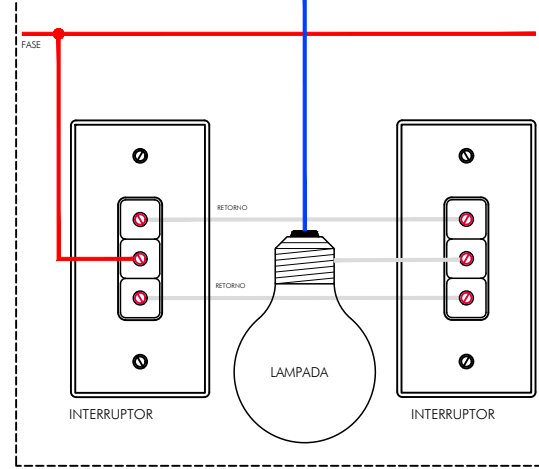 FASE
RETORNO
RETORNO
LAMPADA
INTERRUPTOR
INTERRUPTOR